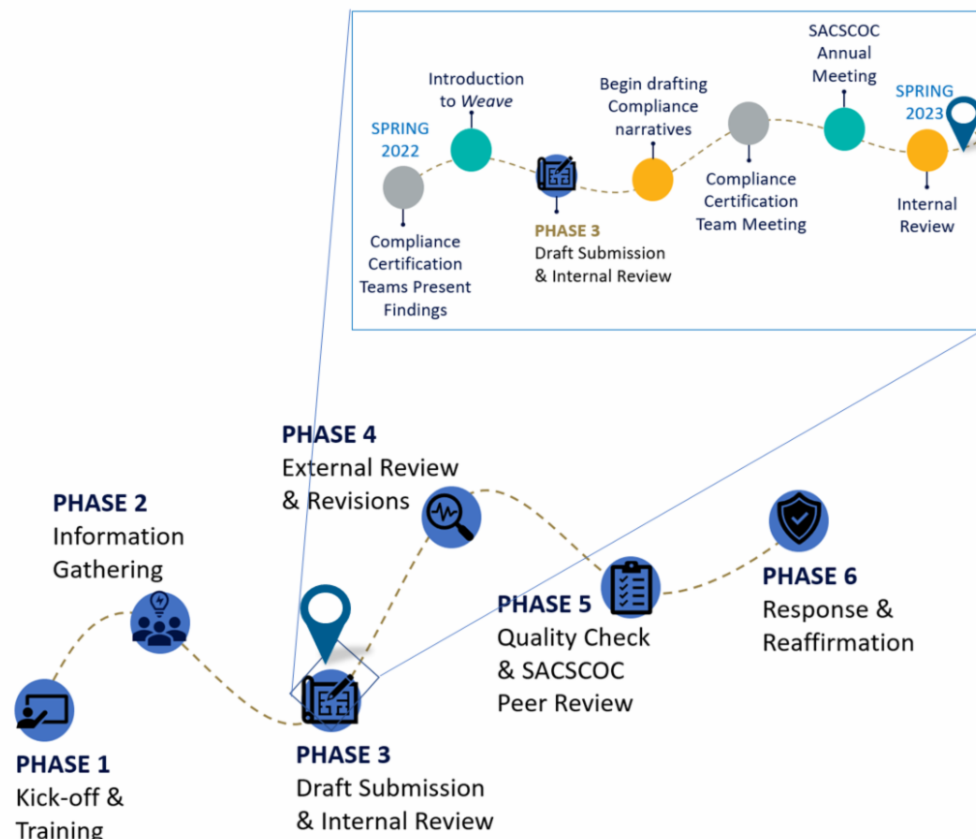 SPRING
2022
Compliance
Certification
Teams Present
Findings
Introduction
to Weave
PHASE 3
Draft Submission
& Internal Review
Begin drafting
Compliance
narratives
Compliance
Certification
Team Meeting
SACSCOC
Annual
Meeting
SPRING
2023
Internal
Review
PHASE 1
Kick-off &
Training
PHASE 2
Information
Gathering
PHASE 3
Draft Submission
& Internal Review
PHASE 4
External Review
& Revisions
PHASE 5
Quality Check
& SACSCOC
Peer Review
PHASE 6
Response &
Reaffirmation